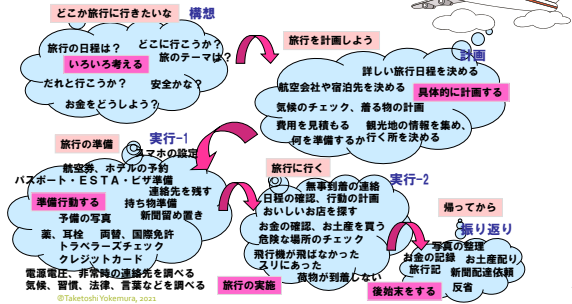 どこか旅行に行きたいな
構想
旅行の日程は？
どこに行こうか？
旅のテーマは？
いろいろ考える
だれと行こうか？
安全かな？
お金をどうしよう？
旅行を計画しよう
計画
詳しい旅行日程を決める
航空会社や宿泊先を決める
具体的に計画する
気候のチェック、着る物の計画
費用を見積もる
観光地の情報を集め、
行く所を決める
何を準備するか
実行-1
旅行の準備
スマホの設定
航空券、ホテルの予約
パスポート・ＥＳＴＡ・ビザ準備
連絡先を残す
準備行動する
持ち物準備
予備の写真
新聞留め置き
薬、耳栓　両替、国際免許
トラベラーズチェック
クレジットカード
電源電圧、非常時の連絡先を調べる
気候、習慣、法律、言葉などを調べる
@Taketoshi Yokemura, 2021
旅行に行く
実行-2
無事到着の連絡
日程の確認、行動の計画
おいしいお店を探す
お金の確認、お土産を買う
危険な場所のチェック
飛行機が飛ばなかった
スリにあった
荷物が到着しない
旅行の実施
帰ってから
振り返り
写真の整理
お金の記録
お土産配り
旅行記
新聞配達依頼
反省
後始末をする